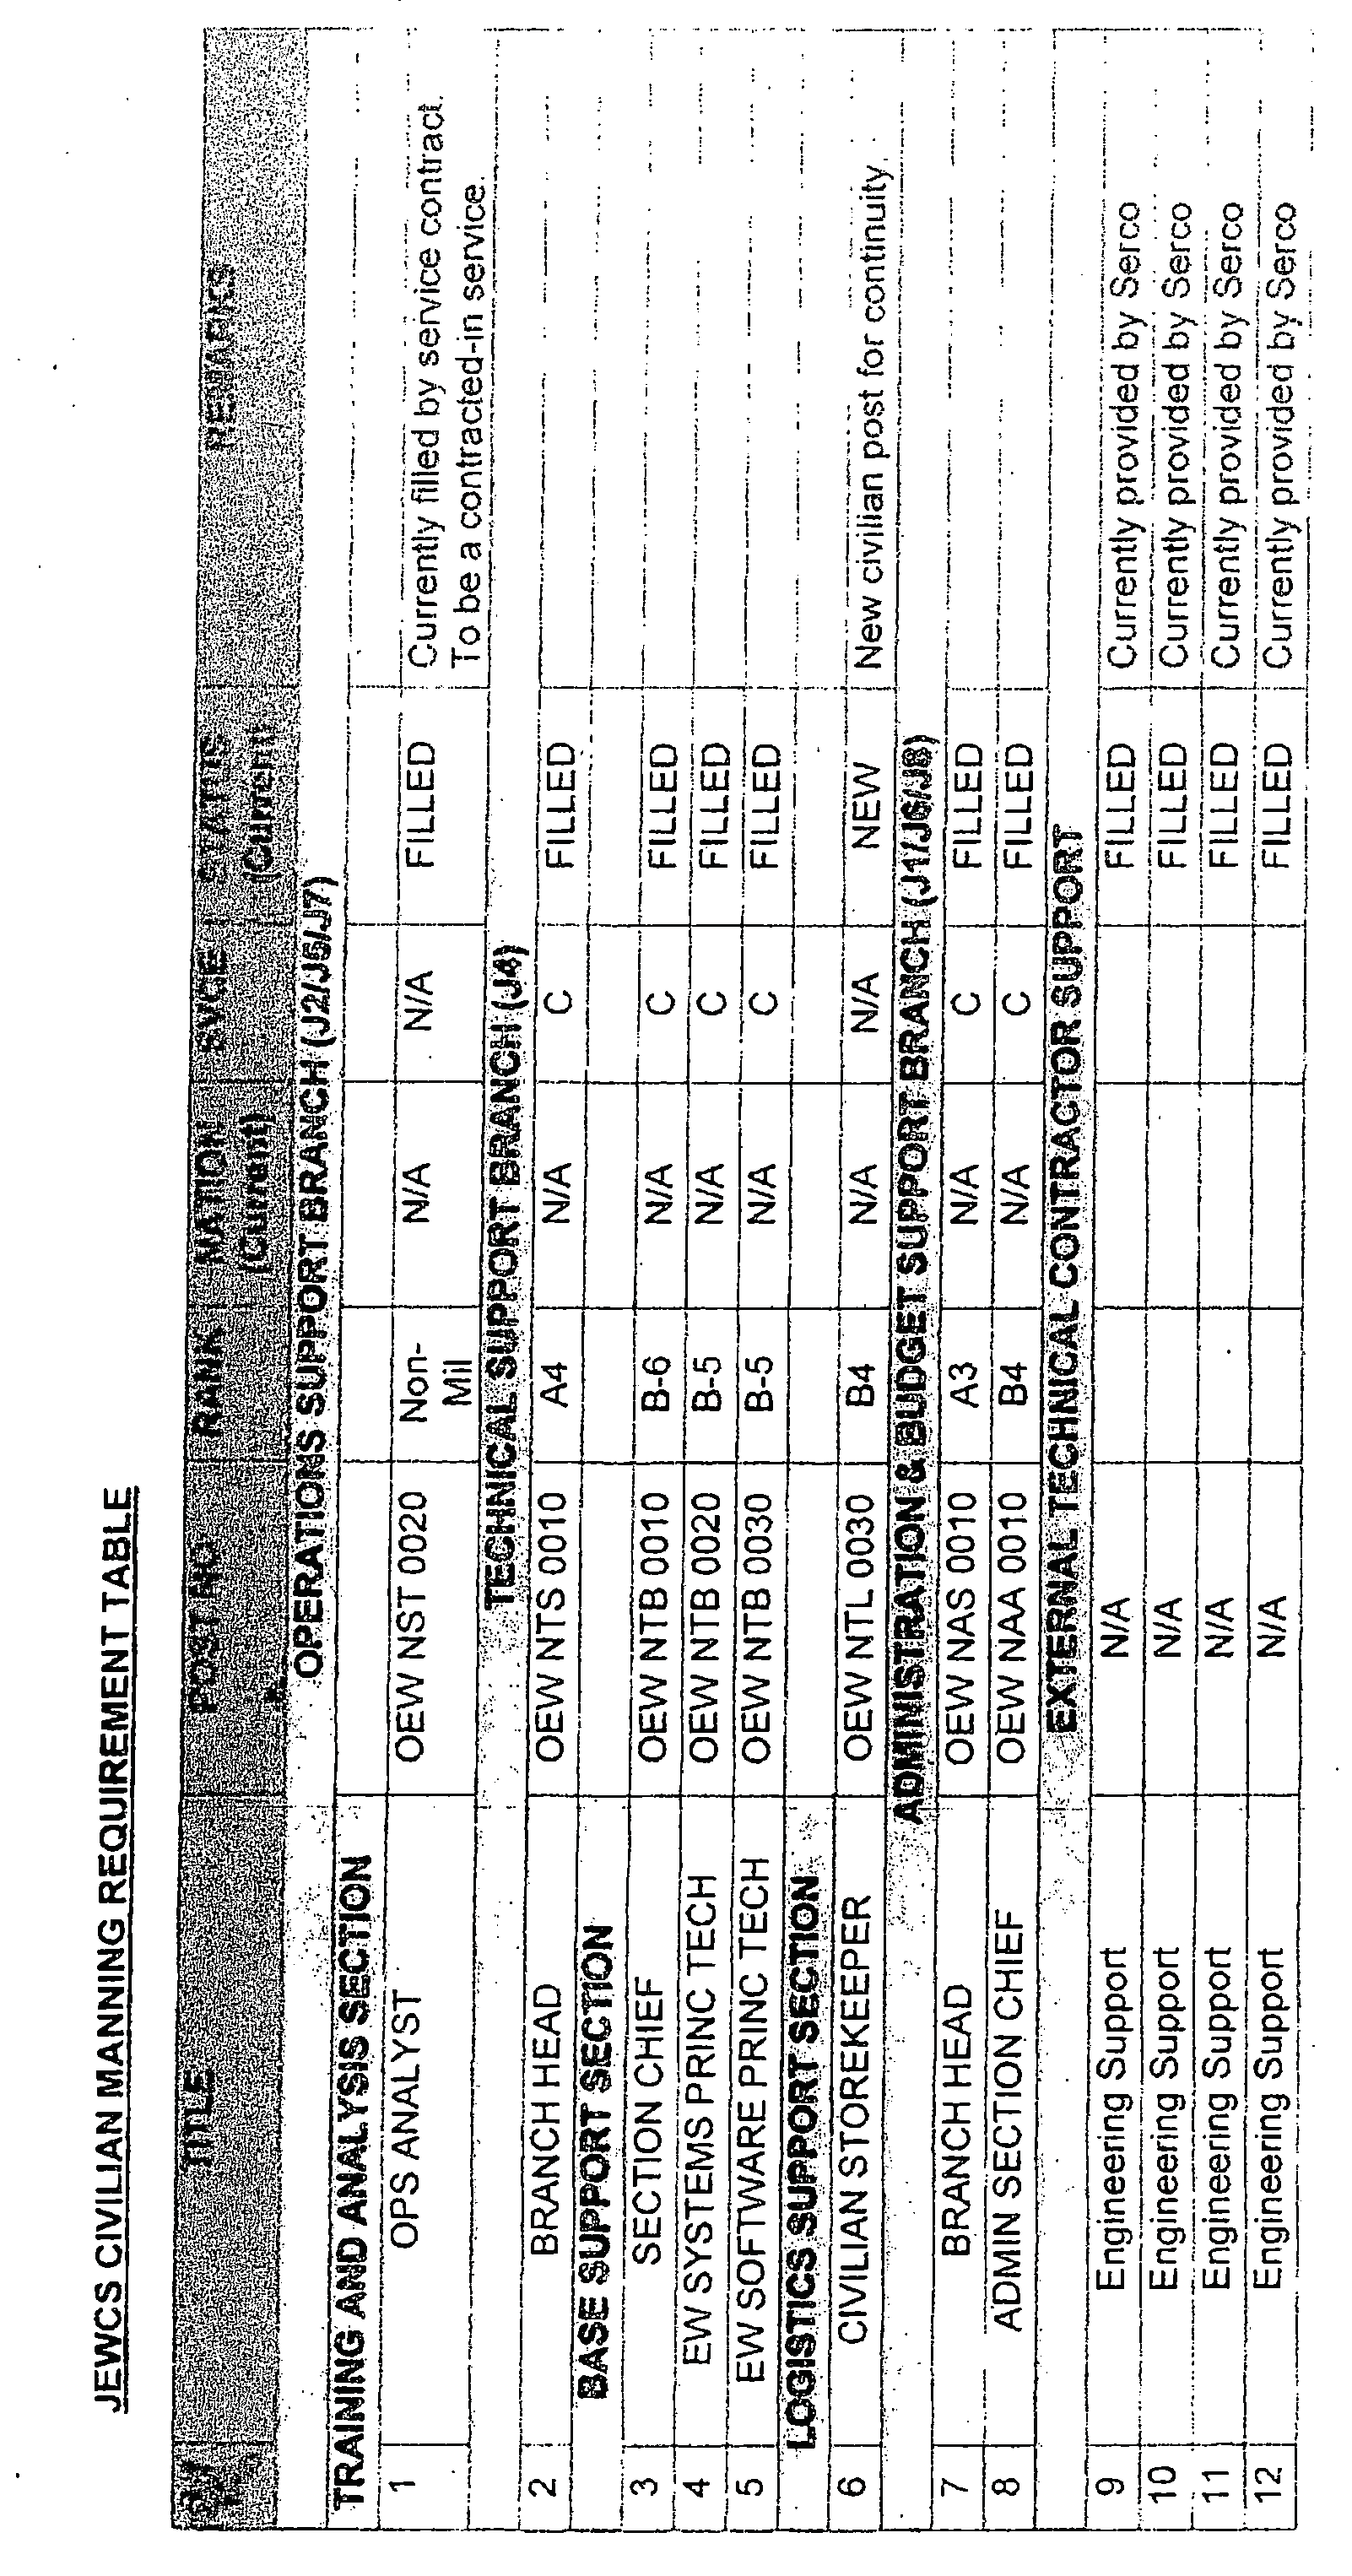 JEWCS CIVILIAN MANNING REQUIREMENT TABLE
TITLE POST NO RANK NATION (Current) SVCE STATUS (Current) REMARKS
OPERATIONS SUPPORT BRANCH (J2/J5/J7)
TRAINING AND ANALYSIS SECTION
1 OPS ANALYST OEW NST 0020 Non-Mil N/A N/A FILLED Currently filled by service contract.
To be a contracted-in service.
TECHNICAL SUPPORT BRANCH (J4)
2 BRANCH HEAD OEW NTS 0010 A4 N/A C FILLED
BASE SUPPORT SECTION
3 SECTION CHIEF OEW NTB 0010 B-6 N/A C FILLED
4 EW SYSTEMS PRINC TECH OEW NTB 0020 B-5 N/A C FILLED
5 EW SOFTWARE PRINC TECH OEW NTB 0030 B-5 N/A C FILLED
LOGISTICS SUPPORT SECTION
6 CIVILIAN STOREKEEPER OEW NTL 0030 B4 N/A N/A NEW New civilian post for continuity.
ADMINISTRATION & BUDGET SUPPORT BRANCH (J1/J6/J8)
7 BRANCH HEAD OEW NAS 0010 A3 N/A C FILLED
8 ADMIN SECTION CHIEF OEW NAA 0010 B4 N/A C FILLED
EXTERNAL TECHNICAL CONTRACTOR SUPPORT
9 Engineering Support N/A FILLED Currently provided by Serco
10 Engineering Support N/A FILLED Currently provided by Serco
11 Engineering Support N/A FILLED Currently provided by Serco
12 Engineering Support N/A FILLED Currently provided by Serco